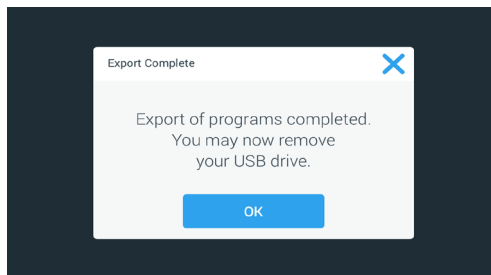 Export Complete
Export of programs completed.
You may now remove
your USB drive.
OK